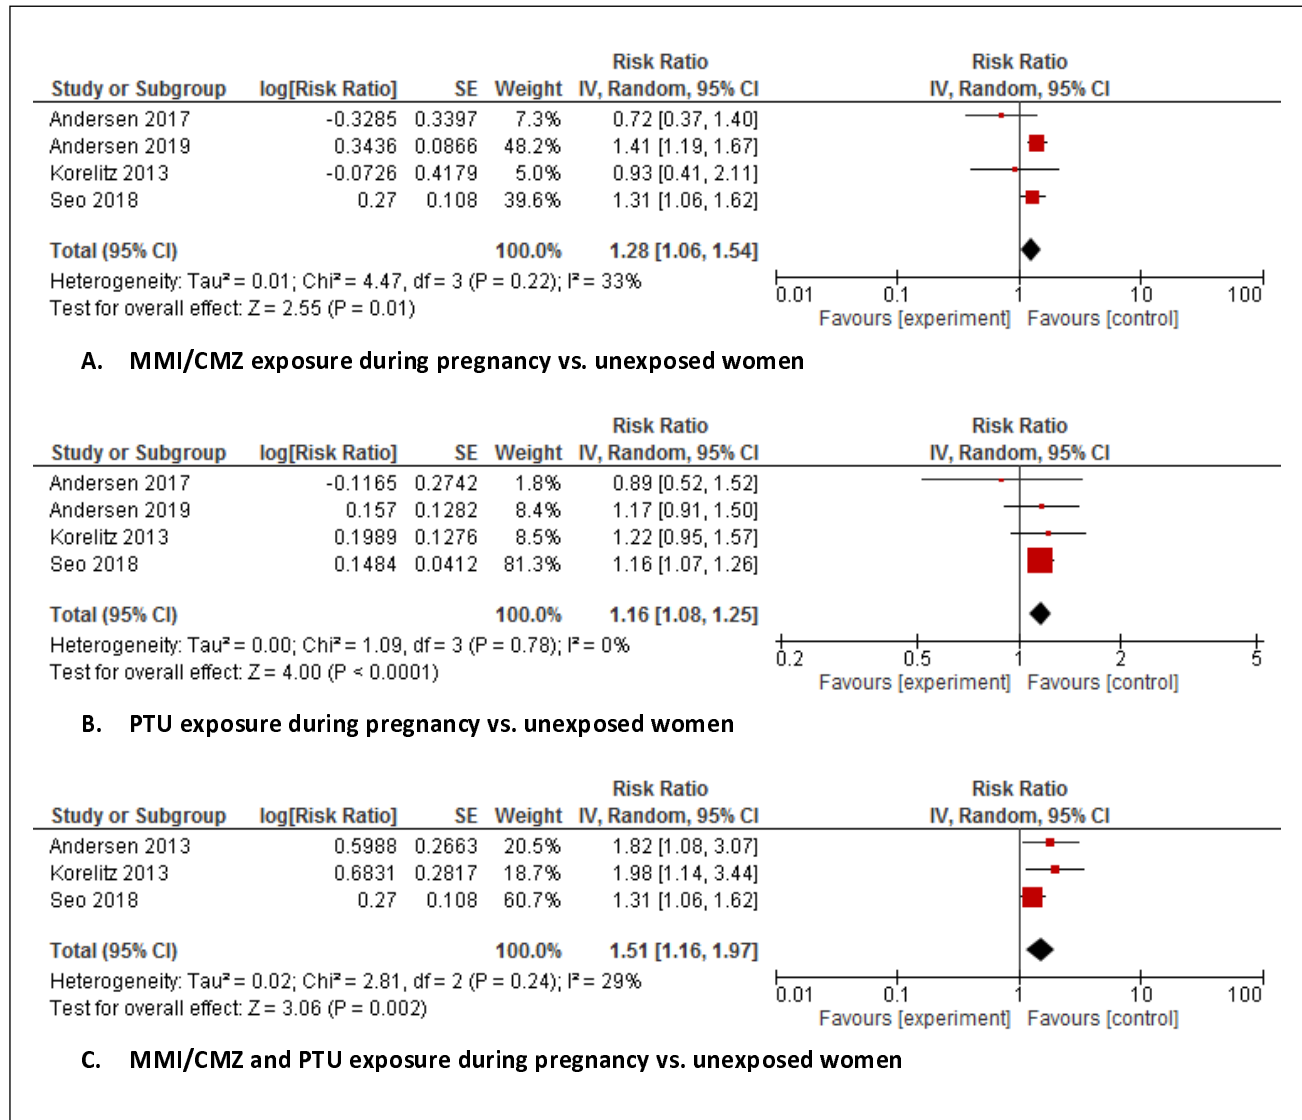 Risk Ratio Risk Ratio
Study or Subgroup log[Risk Ratio] SE Weight IV, Random, 95% CI IV, Random, 95% CI
Andersen 2017 -0.3285 0.3397 7.3% 0.72 [0.37, 1.40]
Andersen 2019 0.3436 0.0866 48.2% 1.41 [1.19, 1.67]
Korelitz 2013 -0.0726 0.4179 5.0% 0.93 [0.41, 2.11]
Seo 2018 0.27 0.108 39.6% 1.31 [1.06, 1.62]
Total (95% CI) 100.0% 1.28 [1.06, 1.54]
Heterogeneity: Tau² = 0.01; Chi² = 4.47, df = 3 (P = 0.22); I² = 33%
Test for overall effect: Z = 2.55 (P = 0.01)
0.01 0.1 1 10 100
Favours [experiment] Favours [control]
A. MMI/CMZ exposure during pregnancy vs. unexposed women
Risk Ratio Risk Ratio
Study or Subgroup log[Risk Ratio] SE Weight IV, Random, 95% CI IV, Random, 95% CI
Andersen 2017 -0.1165 0.2742 1.8% 0.89 [0.52, 1.52]
Andersen 2019 0.157 0.1282 8.4% 1.17 [0.91, 1.50]
Korelitz 2013 0.1989 0.1276 8.5% 1.22 [0.95, 1.57]
Seo 2018 0.1484 0.0412 81.3% 1.16 [1.07, 1.26]
Total (95% CI) 100.0% 1.16 [1.08, 1.25]
Heterogeneity: Tau² = 0.00; Chi² = 1.09, df = 3 (P = 0.78); I² = 0%
Test for overall effect: Z = 4.00 (P < 0.0001)
0.2 0.5 1 2 5
Favours [experiment] Favours [control]
B. PTU exposure during pregnancy vs. unexposed women
Risk Ratio Risk Ratio
Study or Subgroup log[Risk Ratio] SE Weight IV, Random, 95% CI IV, Random, 95% CI
Andersen 2013 0.5988 0.2663 20.5% 1.82 [1.08, 3.07]
Korelitz 2013 0.6831 0.2817 18.7% 1.98 [1.14, 3.44]
Seo 2018 0.27 0.108 60.7% 1.31 [1.06, 1.62]
Total (95% CI) 100.0% 1.51 [1.16, 1.97]
Heterogeneity: Tau² = 0.02; Chi² = 2.81, df = 2 (P = 0.24); I² = 29%
Test for overall effect: Z = 3.06 (P = 0.002)
0.01 0.1 1 10 100
Favours [experiment] Favours [control]
C. MMI/CMZ and PTU exposure during pregnancy vs. unexposed women